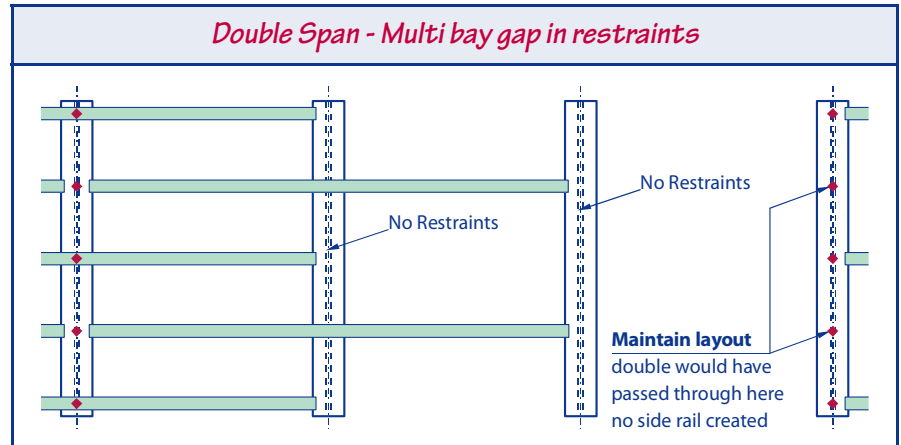 Double Span - Multi bay gap in restraints
No Restraints
No Restraints
Maintain layout
double would have
passed through here
no side rail created